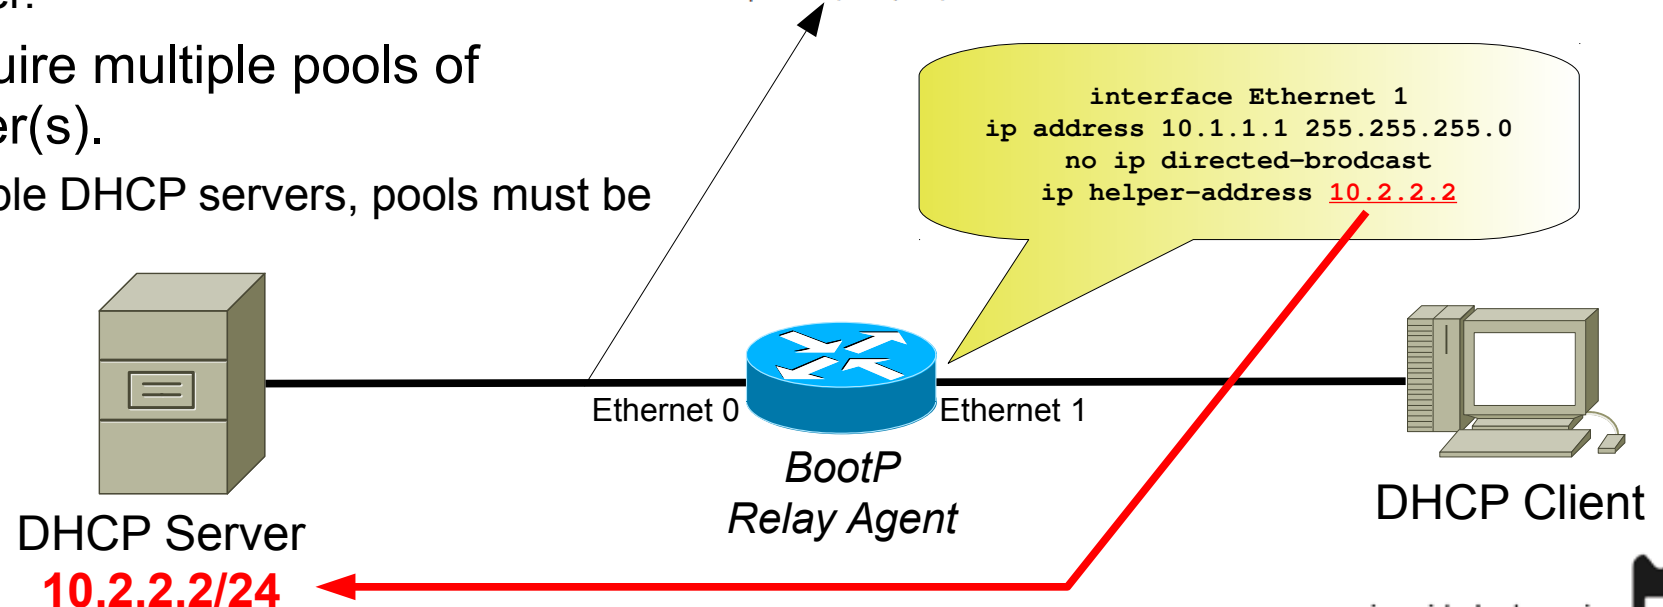 er.
uire multiple pools of
er(s).
ple DHCP servers, pools must be
interface Ethernet 1
ip address 10.1.1.1 255.255.255.0
no ip directed-brodcast
ip helper-address 10.2.2.2
Ethernet 0
Ethernet 1
BootP
Relay Agent
DHCP Server
10.2.2.2/24
DHCP Client